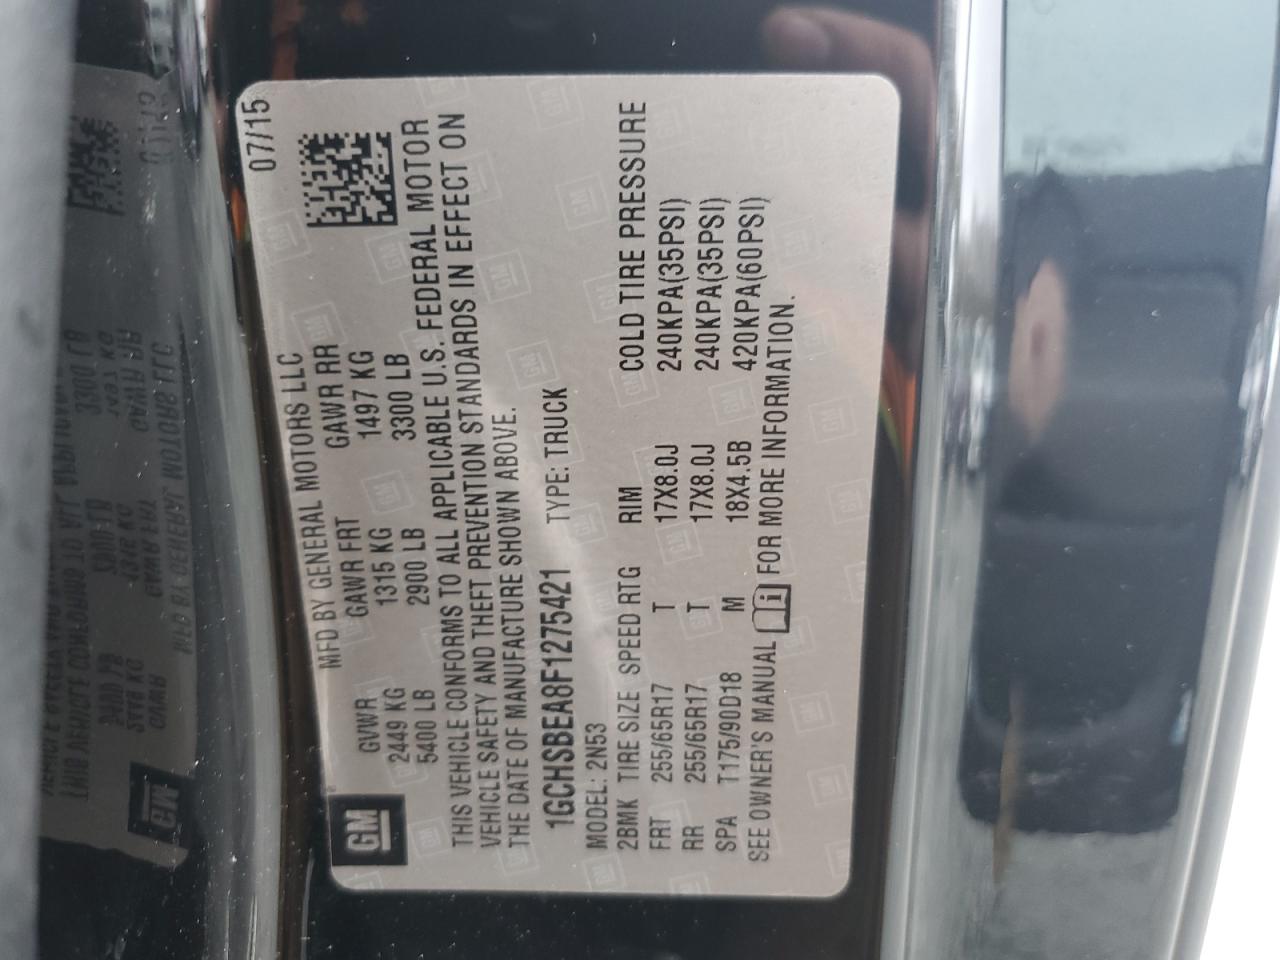 07/15
MFD BY GENERAL MOTORS LLC
GM
GVWR GAWR FRT GAWR RR
2449 KG 1315 KG 1497 KG
5400 LB 2900 LB 3300 LB
THIS VEHICLE CONFORMS TO ALL APPLICABLE U.S. FEDERAL MOTOR
VEHICLE SAFETY AND THEFT PREVENTION STANDARDS IN EFFECT ON
THE DATE OF MANUFACTURE SHOWN ABOVE.
1GCHSBEA8F1275421 TYPE: TRUCK
MODEL: 2N53
2BMK TIRE SIZE SPEED RTG RIM COLD TIRE PRESSURE
FRT 255/65R17 T 17X8.0J 240KPA(35PSI)
RR 255/65R17 T 17X8.0J 240KPA(35PSI)
SPA T175/90D18 M 18X4.5B 420KPA(60PSI)
SEE OWNER'S MANUAL i FOR MORE INFORMATION.